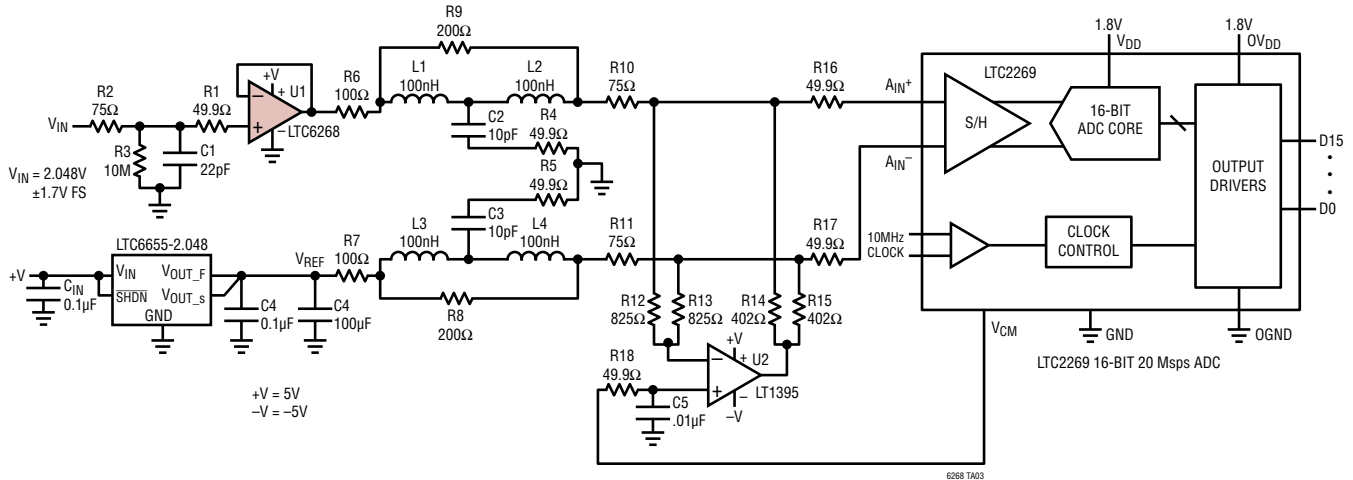 R9
200Ω
L1
100nH
L2
100nH
R6
100Ω
R10
75Ω
R16
49.9Ω
R2
75Ω
R1
49.9Ω
+V
+ U1
–
+
–
LTC6268
VIN
R3
10M
C1
22pF
VIN = 2.048V
±1.7V FS
C2
10pF
R4
49.9Ω
R5
49.9Ω
C3
10pF
L3
100nH
L4
100nH
R11
75Ω
R17
49.9Ω
LTC6655-2.048
+V
CIN
0.1µF
VIN
SHDN
VOUT_F
VOUT_s
GND
VREF
R7
100Ω
C4
0.1µF
C4
100µF
R8
200Ω
R12
825Ω
R13
825Ω
R14
402Ω
R15
402Ω
+V
+ U2
–
+
–
–V
LT1395
R18
49.9Ω
C5
.01µF
+V = 5V
–V = –5V
1.8V
VDD
1.8V
OVDD
LTC2269
AIN+
AIN–
S/H
16-BIT
ADC CORE
OUTPUT
DRIVERS
D15
D0
10MHz
CLOCK
CLOCK
CONTROL
VCM
GND
OGND
LTC2269 16-BIT 20 Msps ADC
6268 TA03